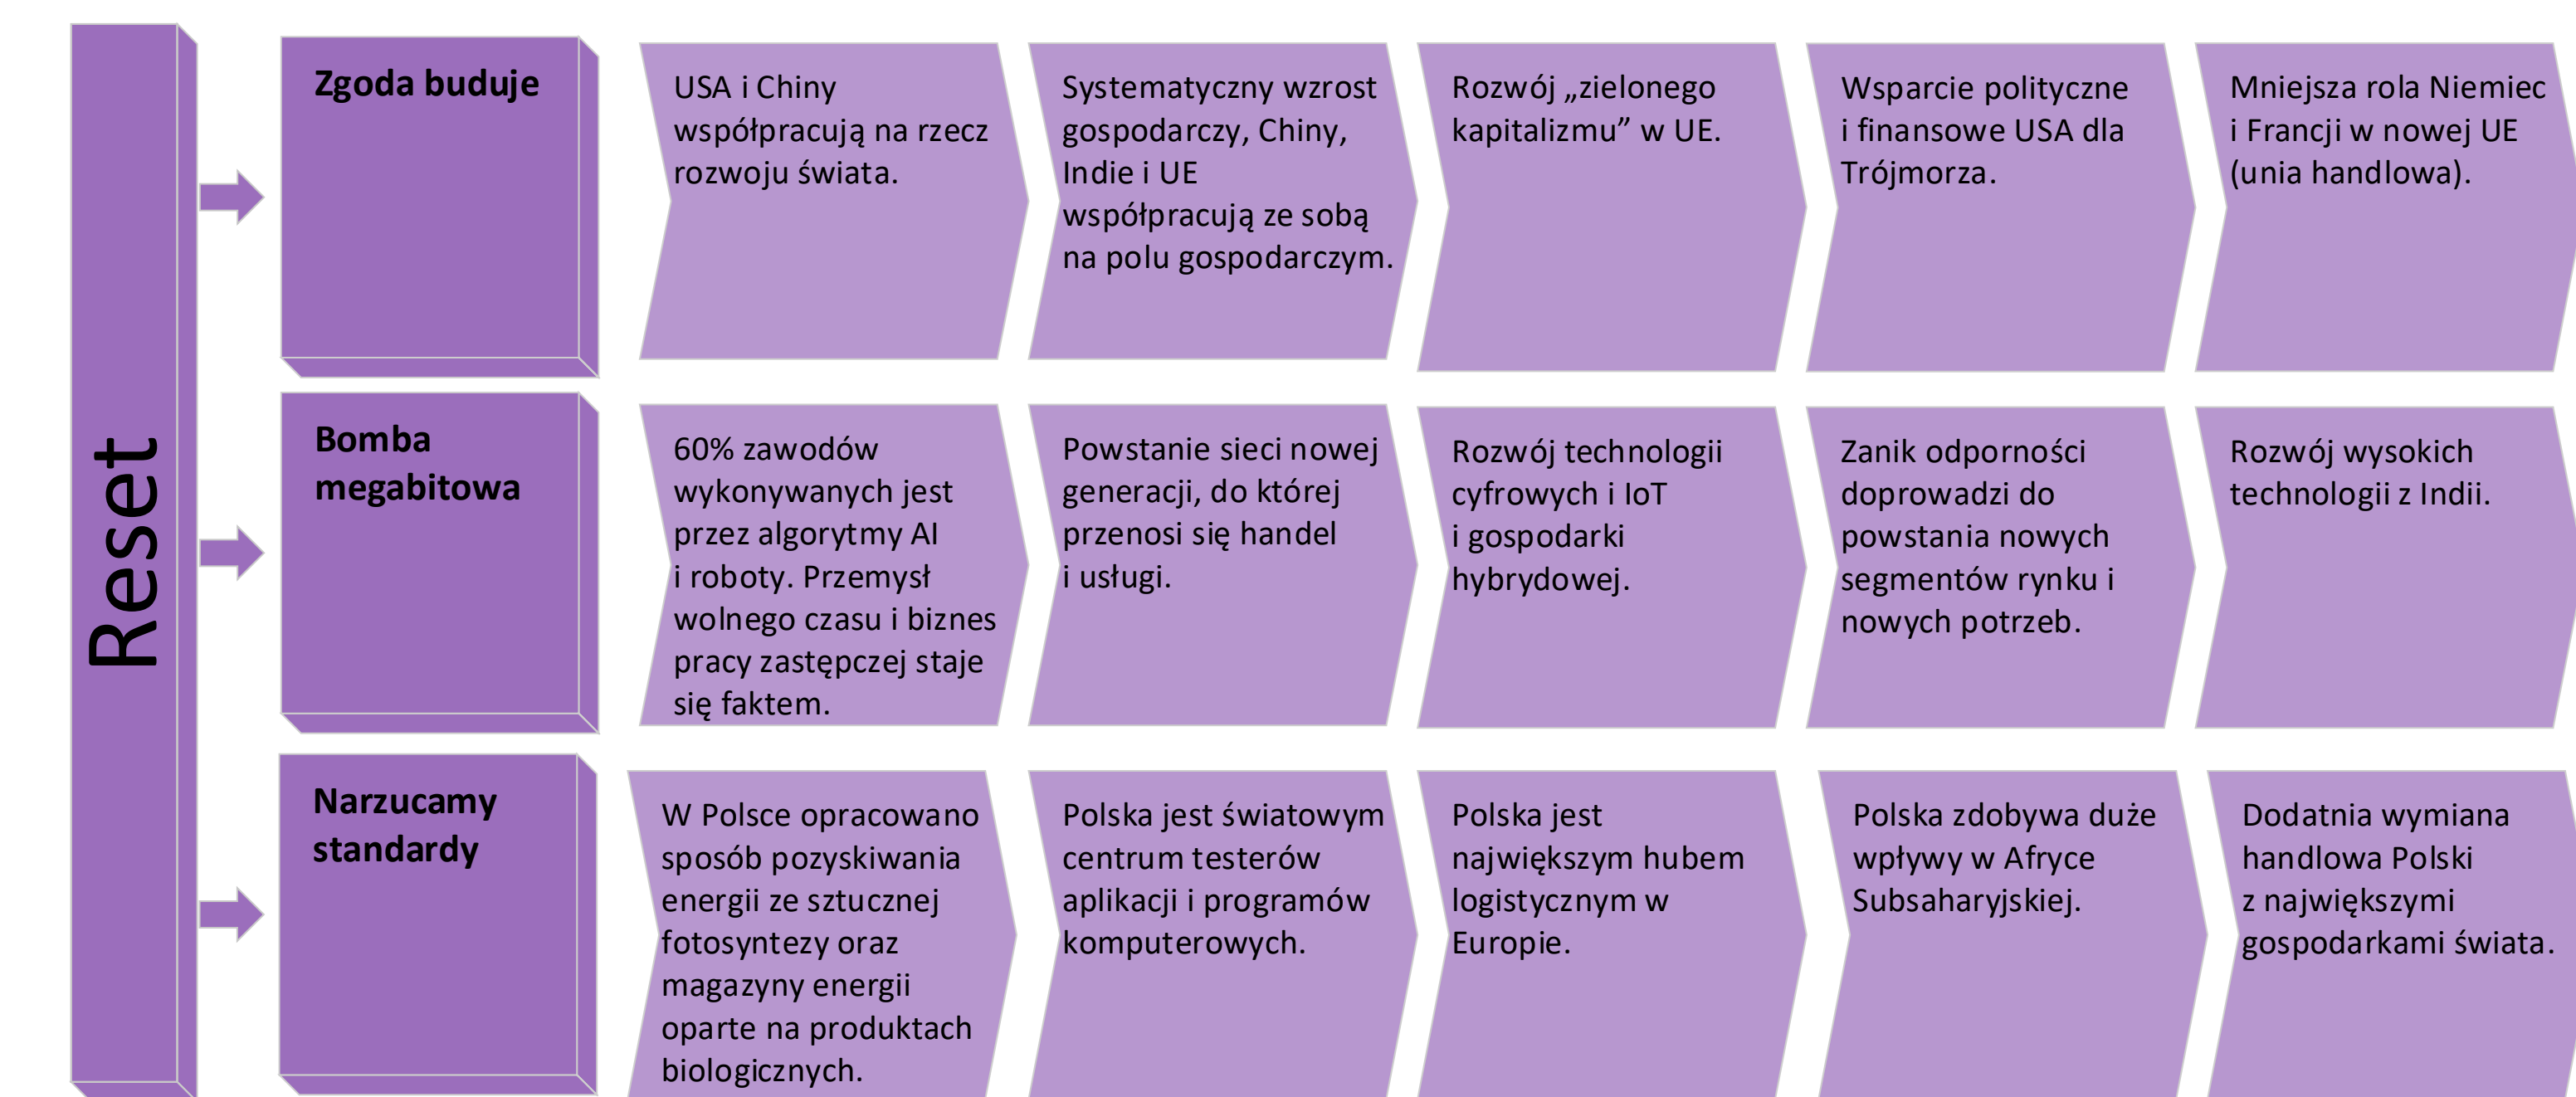 Reset
Zgoda buduje
USA i Chiny
współpracują na rzecz
rozwoju świata.
Systematyczny wzrost
gospodarczy, Chiny,
Indie i UE
współpracują ze sobą
na polu gospodarczym.
Rozwój „zielonego
kapitalizmu” w UE.
Wsparcie polityczne
i finansowe USA dla
Trójmorza.
Mniejsza rola Niemiec
i Francji w nowej UE
(unia handlowa).
Bomba
megabitowa
60% zawodów
wykonywanych jest
przez algorytmy AI
i roboty. Przemysł
wolnego czasu i biznes
pracy zastępczej staje
się faktem.
Powstanie sieci nowej
generacji, do której
przenosi się handel
i usługi.
Rozwój technologii
cyfrowych i IoT
i gospodarki
hybrydowej.
Zanik odporności
doprowadzi do
powstania nowych
segmentów rynku i
nowych potrzeb.
Rozwój wysokich
technologii z Indii.
Narzucamy
standardy
W Polsce opracowano
sposób pozyskiwania
energii ze sztucznej
fotosyntezy oraz
magazyny energii
oparte na produktach
biologicznych.
Polska jest światowym
centrum testerów
aplikacji i programów
komputerowych.
Polska jest
największym hubem
logistycznym w
Europie.
Polska zdobywa duże
wpływy w Afryce
Subsaharyjskiej.
Dodatnia wymiana
handlowa Polski
z największymi
gospodarkami świata.